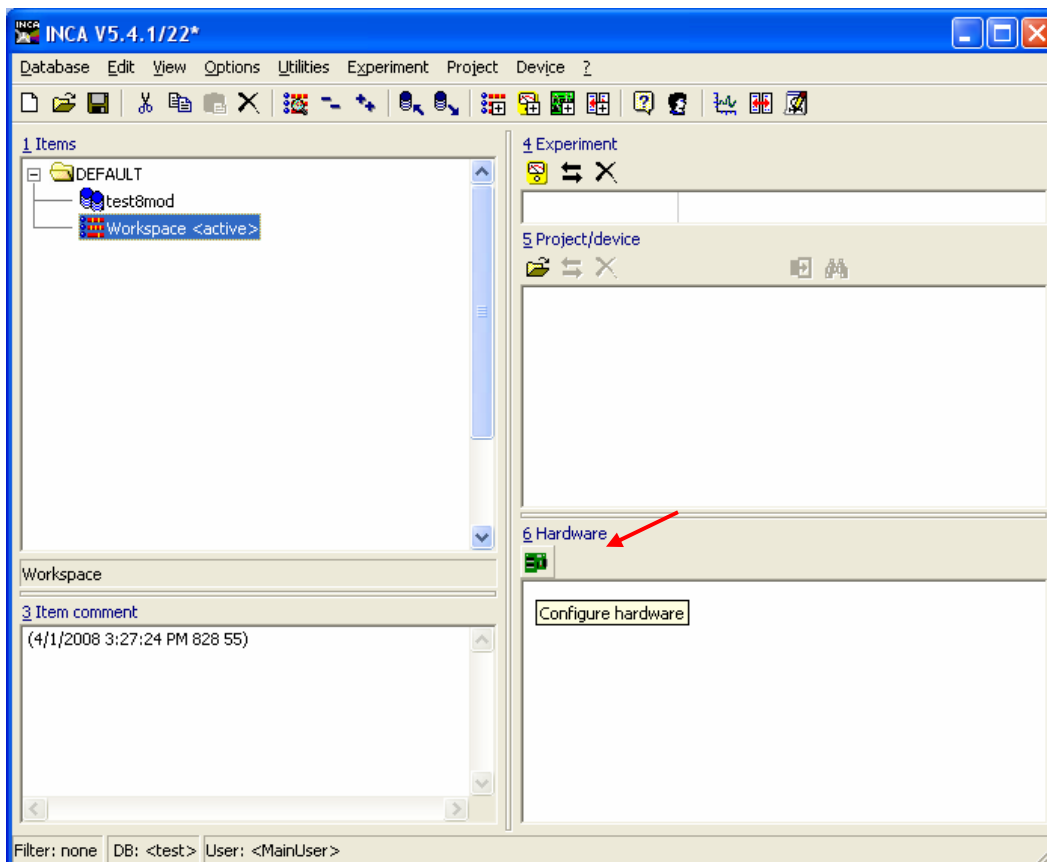 INCA V5.4.1/22*
Database Edit View Options Utilities Experiment Project Device ?
1 Items
DEFAULT
test8mod
Workspace <active>
Workspace
3 Item comment
(4/1/2008 3:27:24 PM 828 55)
4 Experiment
5 Project/device
6 Hardware
Configure hardware
Filter: none DB: <test> User: <MainUser>